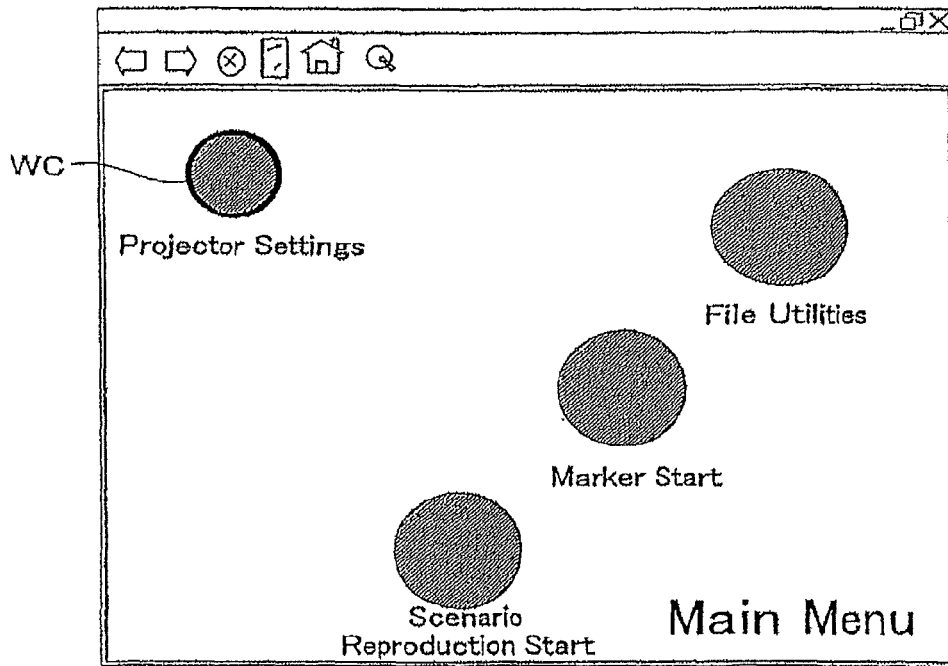 WC
Projector Settings
File Utilities
Marker Start
Scenario
Reproduction Start
Main Menu